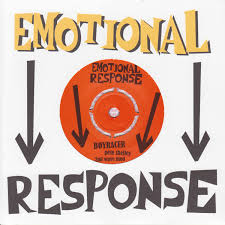 EMOTIONAL
EMOTIONAL
RESPONSE
BOYRACER
pete shelley
RESPONSE